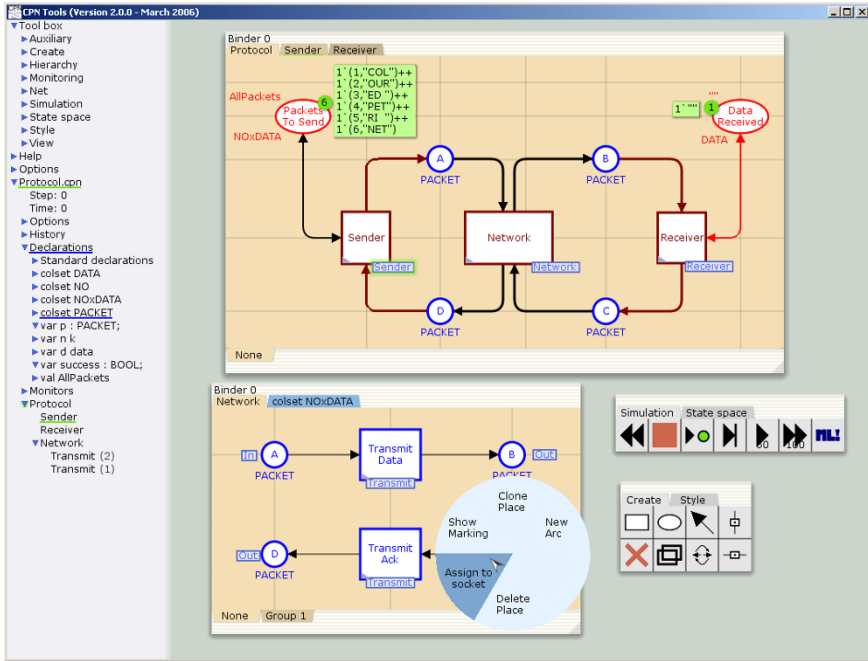 CPN Tools (Version 2.0.0 - March 2006)
Tool box
Auxiliary
Create
Hierarchy
Monitoring
Net
Simulation
State space
Style
View
Help
Options
Protocol.cpn
Step: 0
Time: 0
Options
History
Declarations
Standard declarations
colset DATA
colset NO
colset NOxDATA
colset PACKET
var p : PACKET;
var n k
var d data
var success : BOOL;
val AllPackets
Monitors
Protocol
Sender
Receiver
Network
Transmit (2)
Transmit (1)
Binder 0
Protocol Sender Receiver
1`(1,"COL")++
1`(2,"OUR")++
1`(3,"ED ")++
1`(4,"PET")++
1`(5,"RI ")++
1`(6,"NET")
AllPackets
6
Packets
To Send
NOxDATA
""
1`"" 1
Data
Received
DATA
A
PACKET
B
PACKET
Sender
Sender
Network
Network
Receiver
Receiver
D
PACKET
C
PACKET
None
Binder 0
Network colset NOxDATA
In A
PACKET
Transmit
Data
Transmit
B Out
PACKET
Out D
PACKET
Transmit
Ack
Transmit
Clone
Place
Show
Marking
New
Arc
Assign to
socket
Delete
Place
None Group 1
Simulation State space
50 100 ML!
Create Style